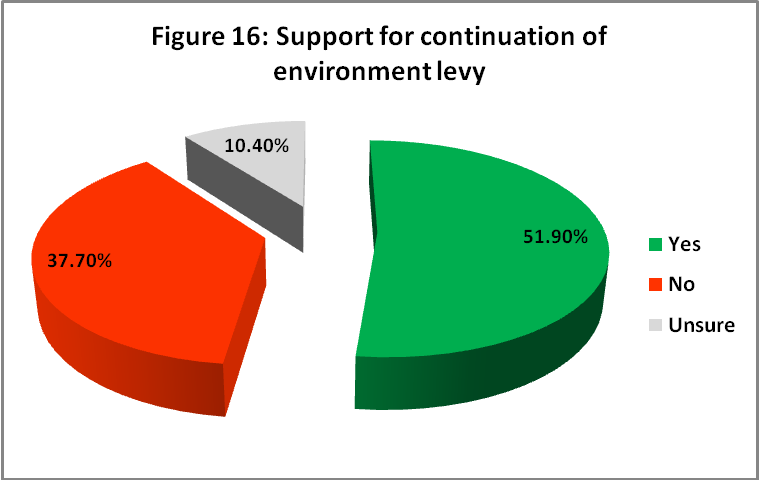 Figure 16: Support for continuation of
environment levy
10.40%
51.90%
37.70%
Yes
No
Unsure